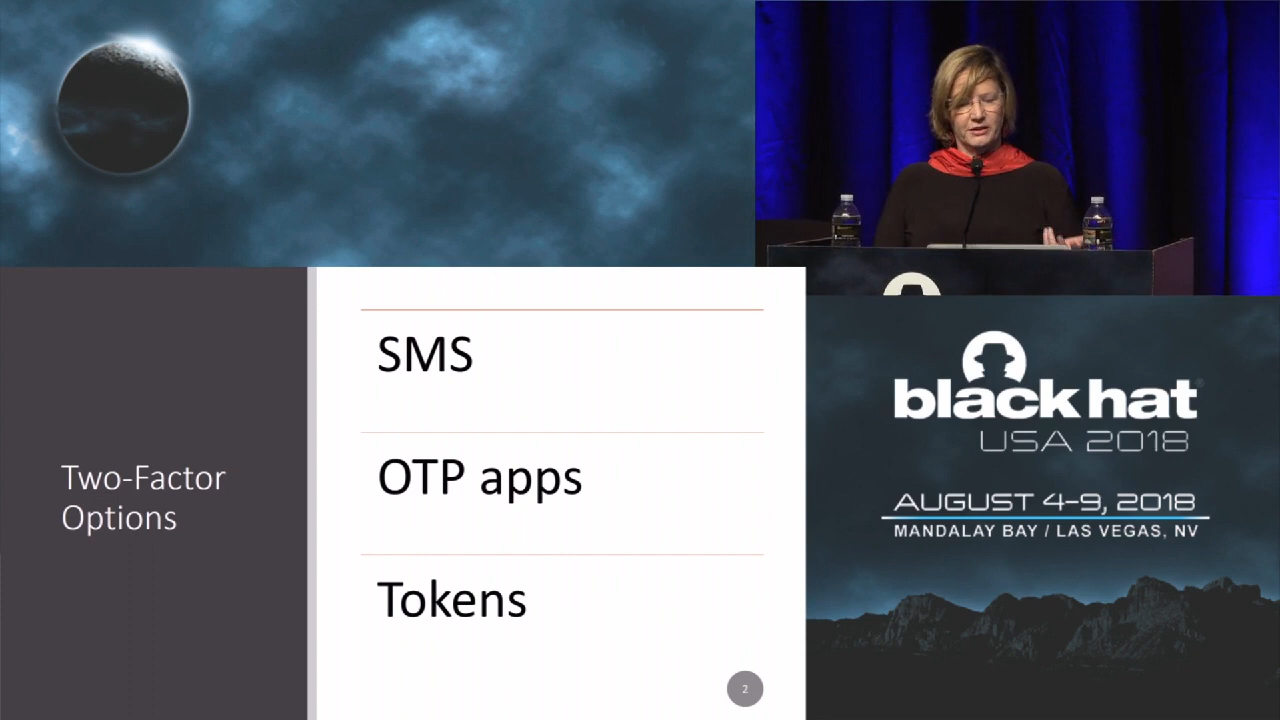 Two-Factor
Options
SMS
OTP apps
Tokens
2
black hat
USA 2018
AUGUST 4-9, 2018
MANDALAY BAY / LAS VEGAS, NV